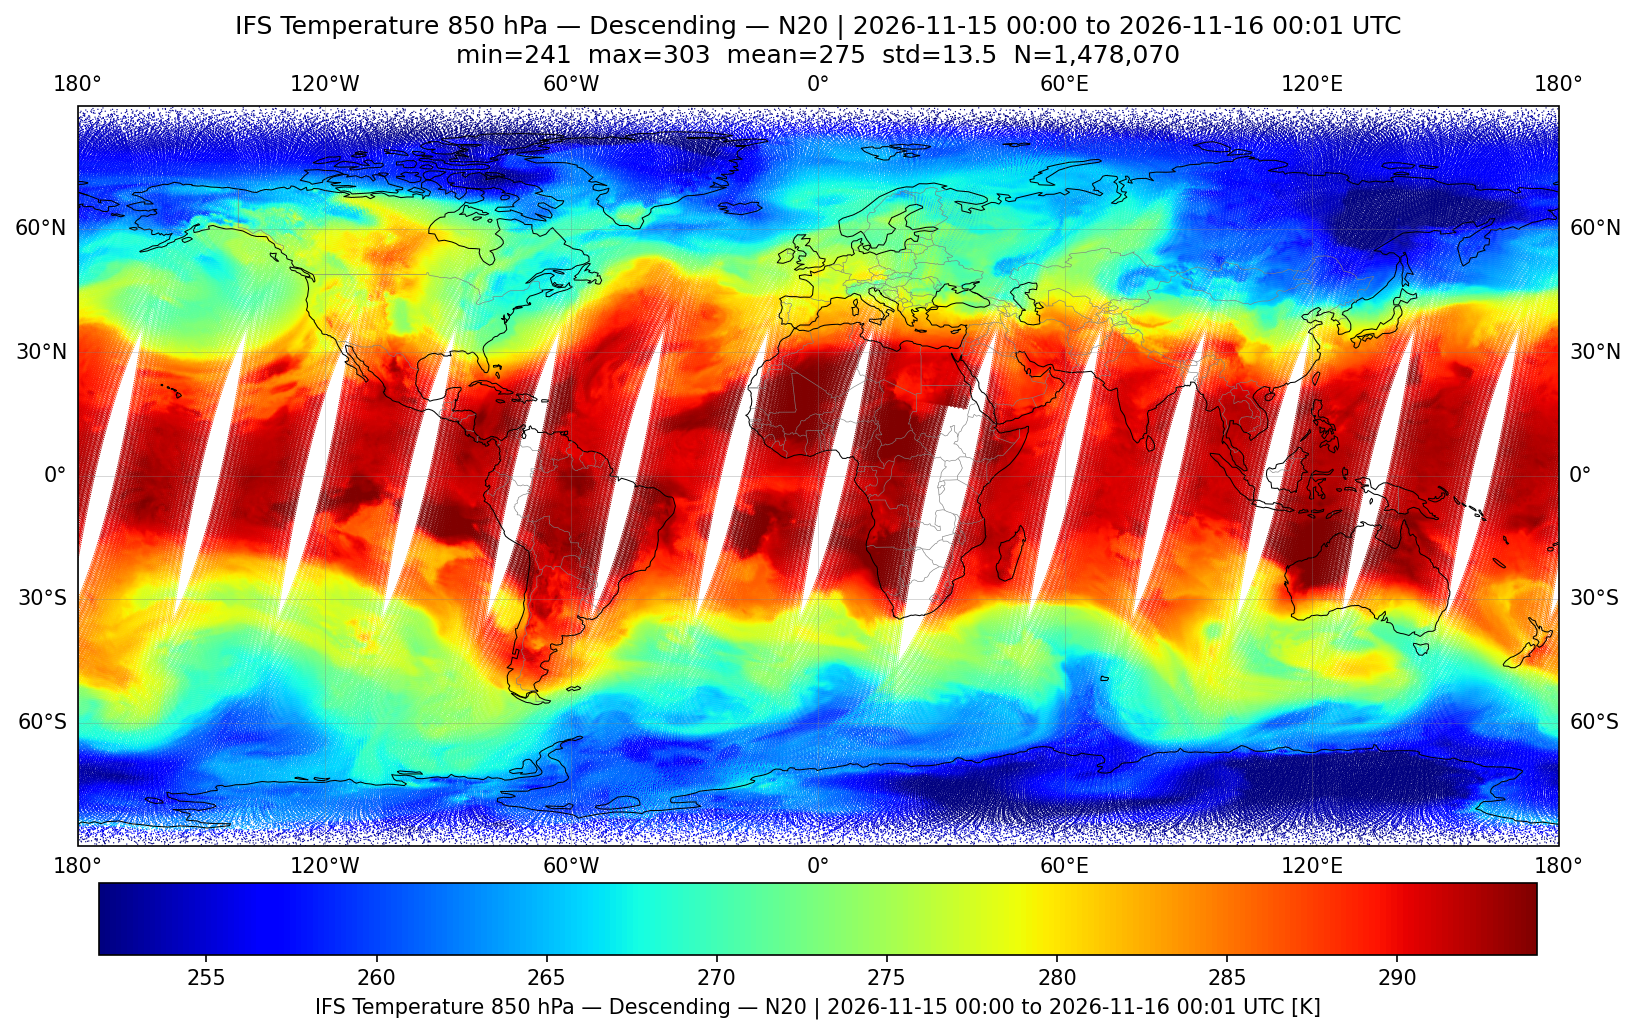 IFS Temperature 850 hPa — Descending — N20 | 2026-11-15 00:00 to 2026-11-16 00:01 UTC
min=241 max=303 mean=275 std=13.5 N=1,478,070
180° 120°W 60°W 0° 60°E 120°E 180°
60°N 60°N
30°N 30°N
0° 0°
30°S 30°S
60°S 60°S
180° 120°W 60°W 0° 60°E 120°E 180°
255 260 265 270 275 280 285 290
IFS Temperature 850 hPa — Descending — N20 | 2026-11-15 00:00 to 2026-11-16 00:01 UTC [K]